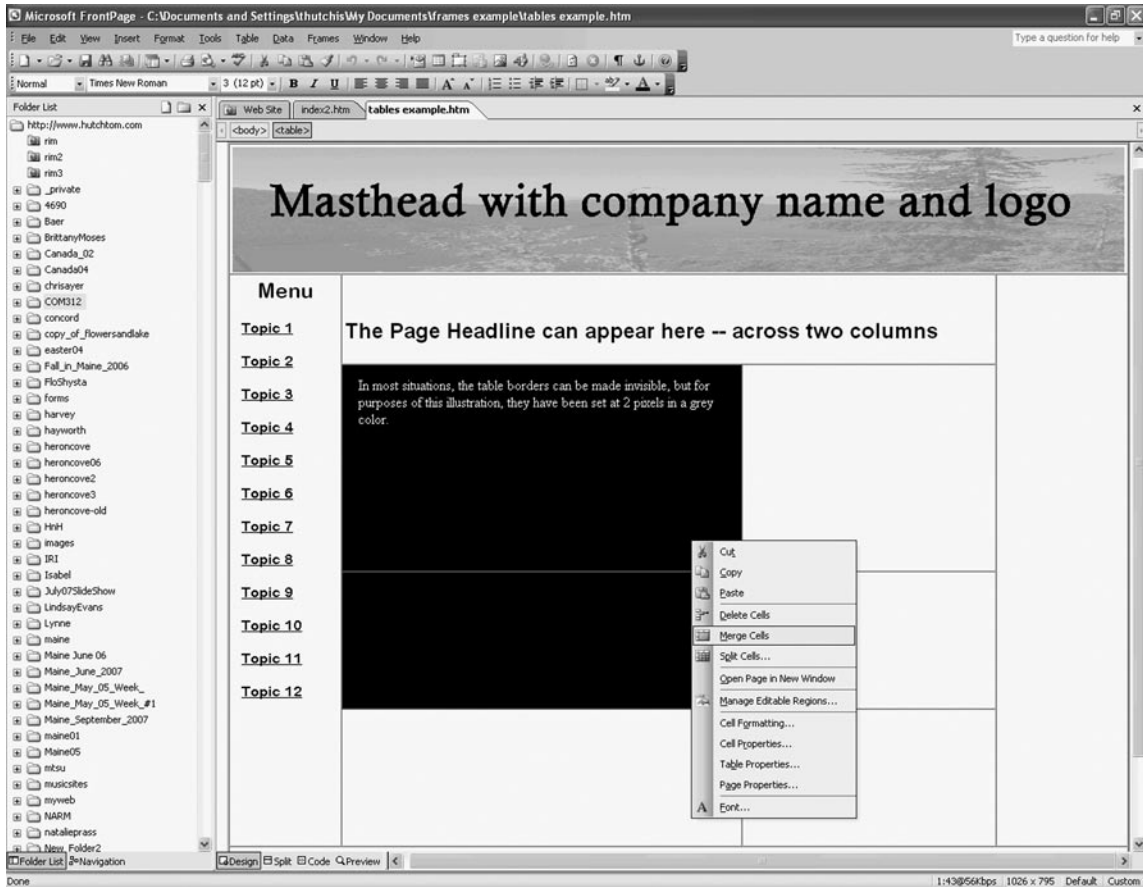 Microsoft FrontPage - C:\Documents and Settings\thutchis\My Documents\frames example\tables example.htm
File Edit View Insert Format Tools Table Data Frames Window Help
Type a question for help
Normal Times New Roman 3 (12 pt) B I U A A A
Folder List
Web Site index2.htm tables example.htm
<body> <table>
http://www.hutchtom.com
rim
rim2
rim3
_private
4690
Baer
BrittanyMoses
Canada_02
Canada04
chrisayer
COM312
concord
copy_of_flowersandlake
easter04
Fall_in_Maine_2006
FloShysta
forms
harvey
hayworth
heroncove
heroncove06
heroncove2
heroncove3
heroncove-old
HnH
images
IRI
Isabel
July07SlideShow
LindsayEvans
Lynne
maine
Maine June 06
Maine_June_2007
Maine_May_05_Week_
Maine_May_05_Week_#1
Maine_September_2007
maine01
Maine05
mtsu
musicsites
myweb
NARM
natalieprass
New_Folder2
Folder List Navigation
Masthead with company name and logo
Menu
Topic 1
Topic 2
Topic 3
Topic 4
Topic 5
Topic 6
Topic 7
Topic 8
Topic 9
Topic 10
Topic 11
Topic 12
The Page Headline can appear here -- across two columns
In most situations, the table borders can be made invisible, but for
purposes of this illustration, they have been set at 2 pixels in a grey
color.
Cut
Copy
Paste
Delete Cells
Merge Cells
Split Cells...
Open Page in New Window
Manage Editable Regions...
Cell Formatting...
Cell Properties...
Table Properties...
Page Properties...
A Font...
Design Split Code Preview
Done
1:43@56Kbps 1026 x 795 Default Custom